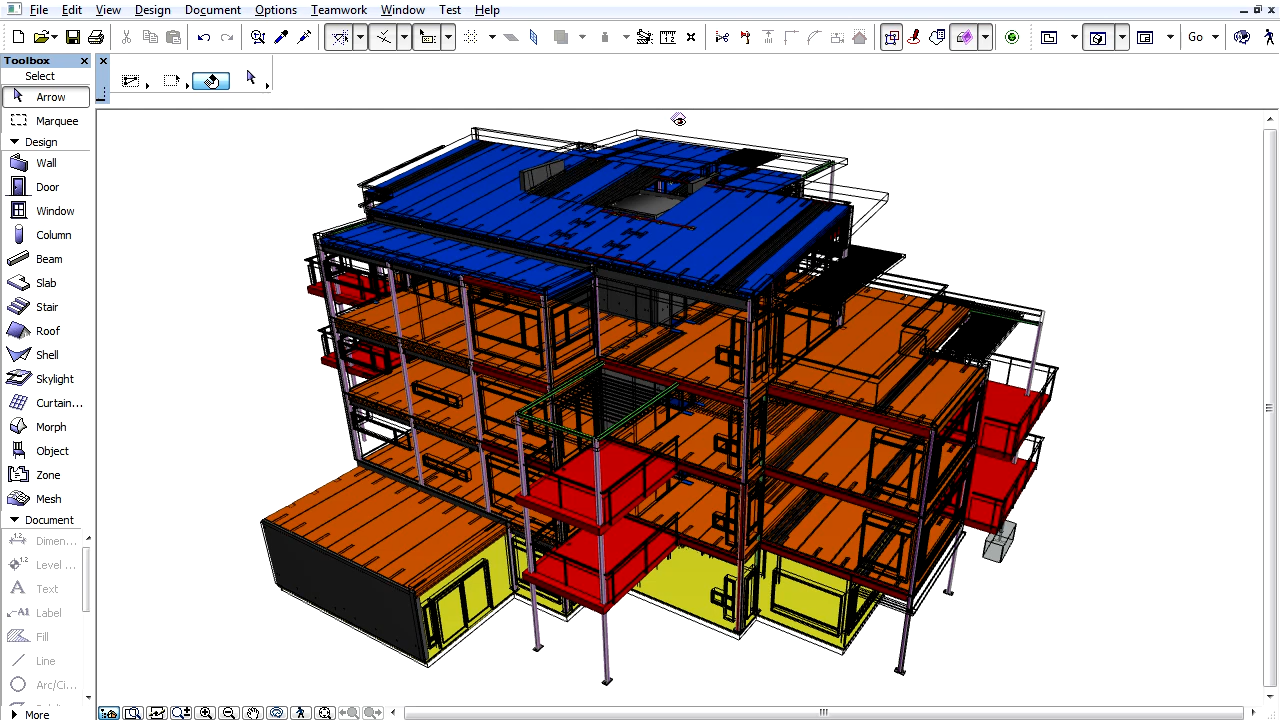 File Edit View Design Document Options Teamwork Window Test Help
Toolbox
Select
Arrow
Marquee
Design
Wall
Door
Window
Column
Beam
Slab
Stair
Roof
Shell
Skylight
Curtain...
Morph
Object
Zone
Mesh
Document
Dimen...
Level ...
Text
Label
Fill
Line
Arc/Ci...
More
Go